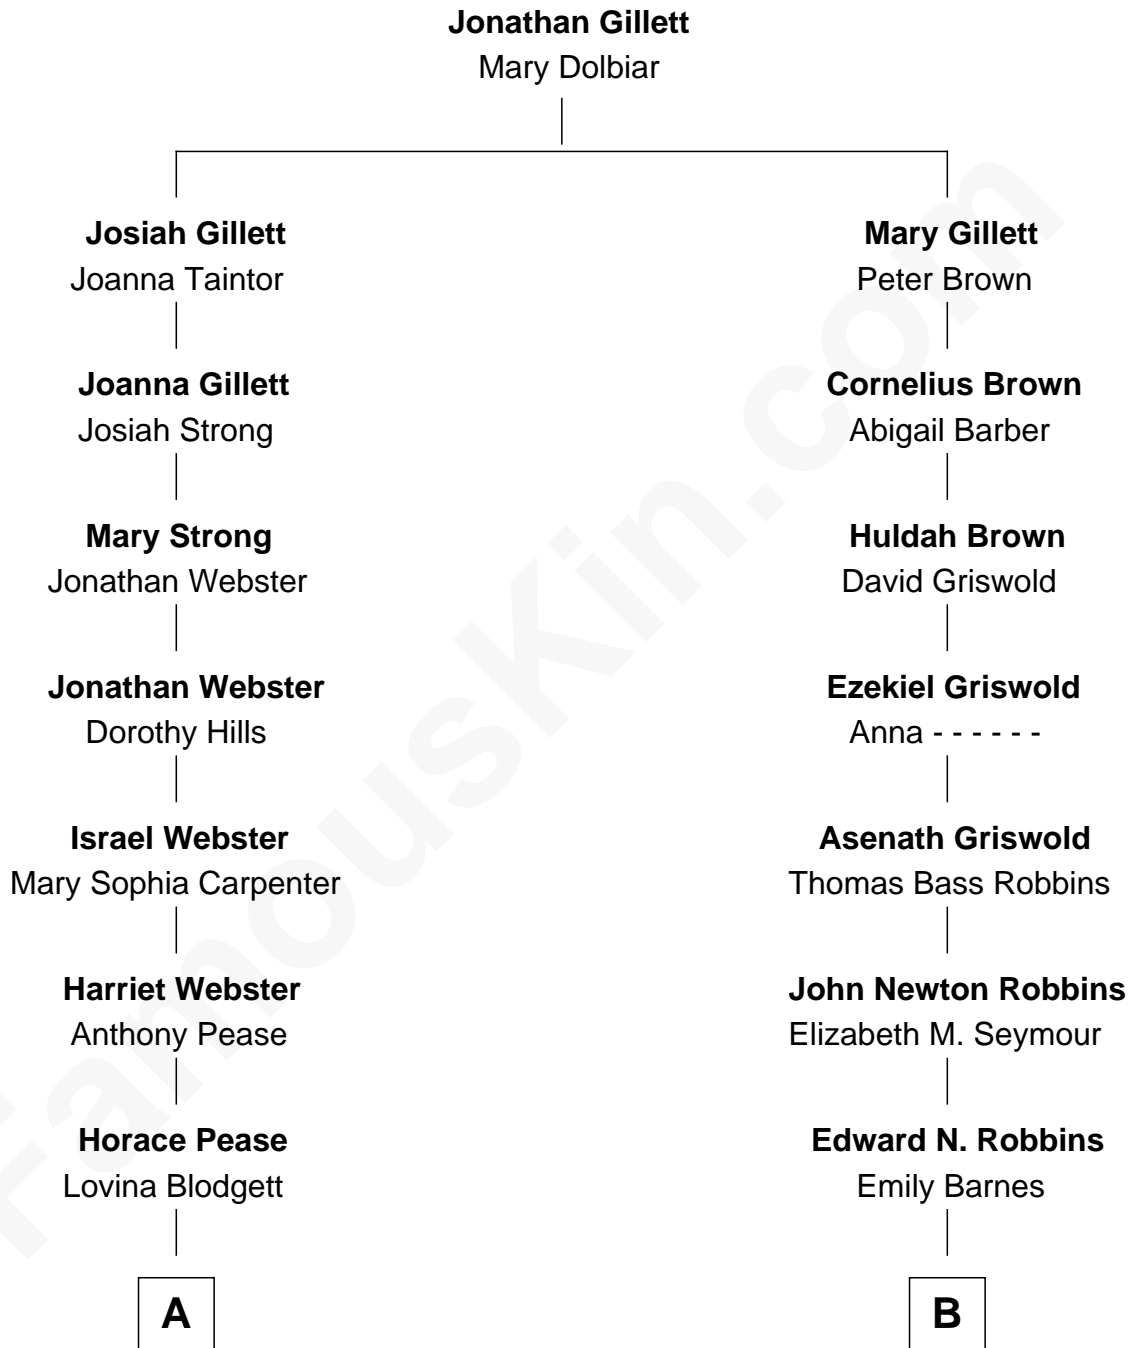 Jonathan Gillett
Mary Dolbiar
Josiah Gillett
Joanna Taintor
Mary Gillett
Peter Brown
Joanna Gillett
Josiah Strong
Cornelius Brown
Abigail Barber
Mary Strong
Jonathan Webster
Huldah Brown
David Griswold
Jonathan Webster
Dorothy Hills
Ezekiel Griswold
Anna - - - - - -
Israel Webster
Mary Sophia Carpenter
Asenath Griswold
Thomas Bass Robbins
Harriet Webster
Anthony Pease
John Newton Robbins
Elizabeth M. Seymour
Horace Pease
Lovina Blodgett
Edward N. Robbins
Emily Barnes
A
B
FamousKin.com